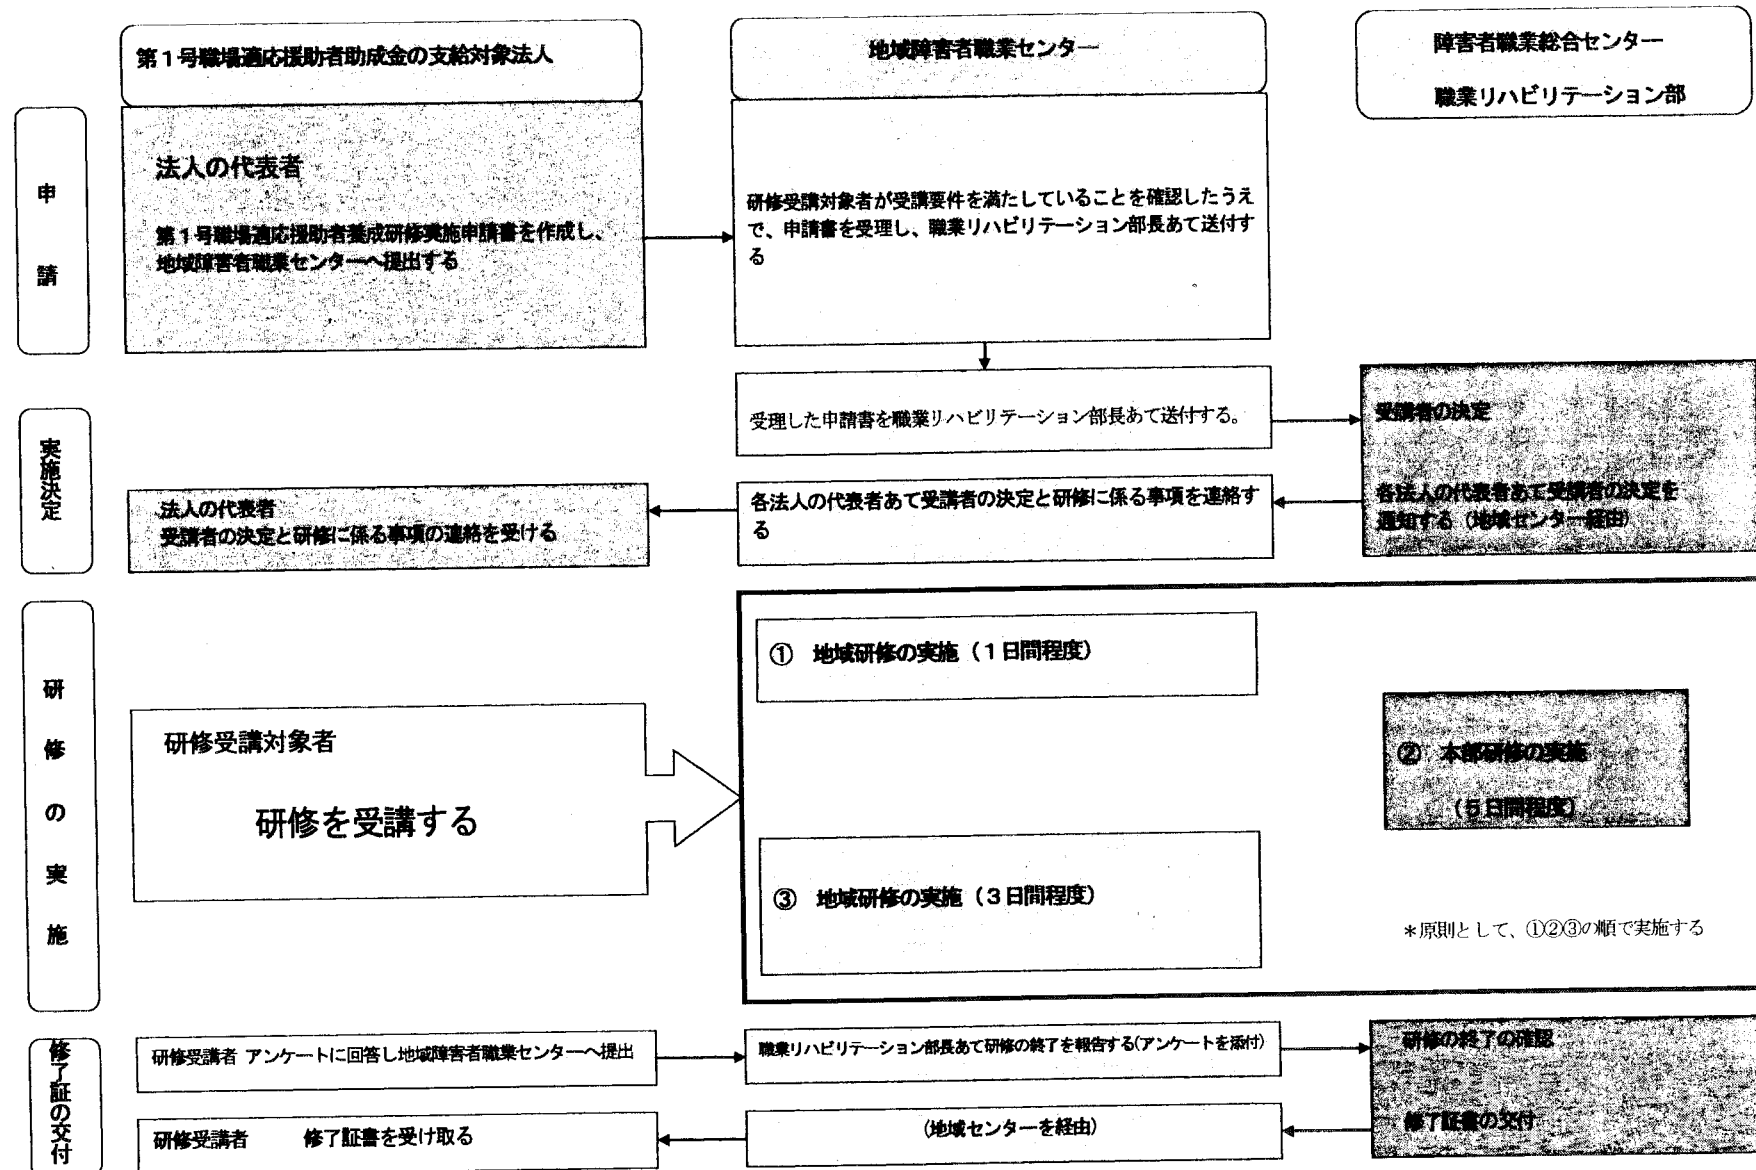 第1号職場適応援助者助成金の支給対象法人
地域障害者職業センター
障害者職業総合センター
職業リハビリテーション部
申請
法人の代表者
第1号職場適応援助者養成研修実施申請書を作成し、
地域障害者職業センターへ提出する
研修受講対象者が受講要件を満たしていることを確認したうえ
で、申請書を受理し、職業リハビリテーション部長あて送付す
る
実施決定
受理した申請書を職業リハビリテーション部長あて送付する。
受講者の決定
各法人の代表者あて受講者の決定を
通知する（地域センター経由）
各法人の代表者あて受講者の決定と研修に係る事項を連絡す
る
法人の代表者
受講者の決定と研修に係る事項の連絡を受ける
研修の実施
研修受講対象者
研修を受講する
① 地域研修の実施（1日間程度）
② 本部研修の実施
（5日間程度）
③ 地域研修の実施（3日間程度）
＊原則として、①②③の順で実施する
修了証の交付
研修受講者 アンケートに回答し地域障害者職業センターへ提出
職業リハビリテーション部長あて研修の終了を報告する(アンケートを添付)
研修の終了の確認
修了証書の交付
(地域センターを経由)
研修受講者 修了証書を受け取る